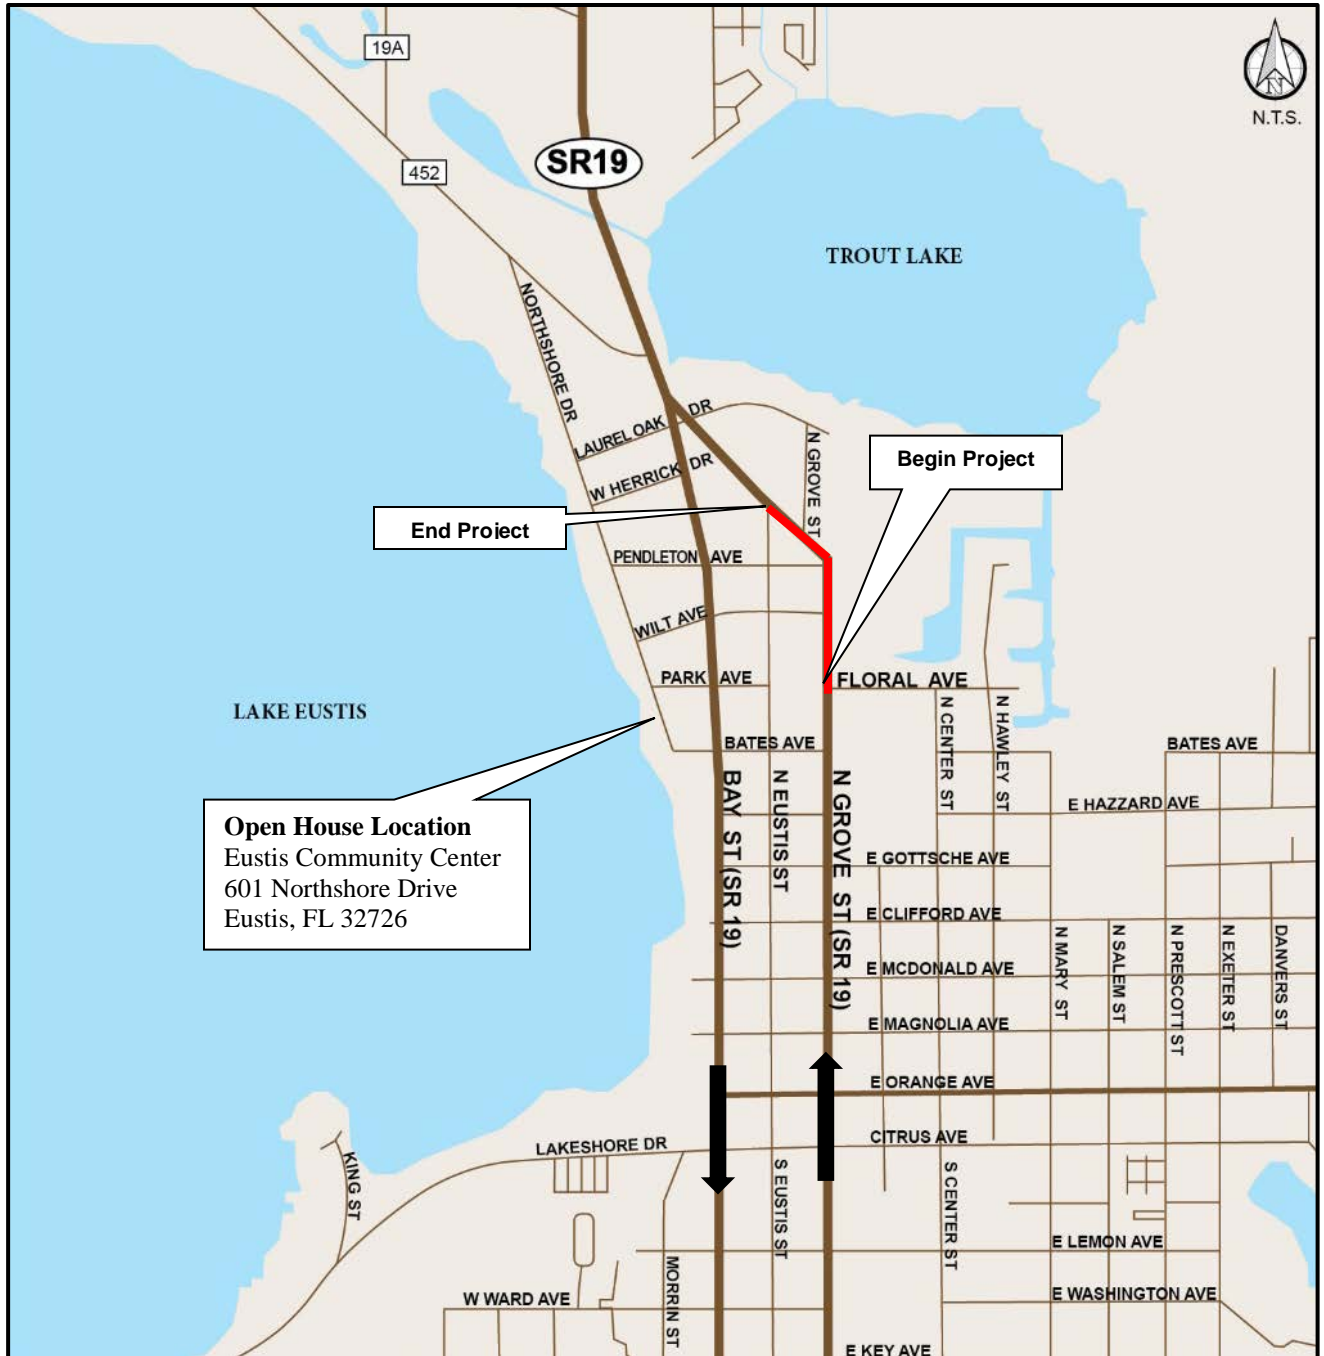 19A
N
N.T.S.
SR19
452
TROUT LAKE
NORTHSHORE DR
LAUREL OAK DR
W HERRICK DR
N GROVE ST
Begin Project
End Project
PENDLETON AVE
WILT AVE
PARK AVE
FLORAL AVE
LAKE EUSTIS
N CENTER ST
N HAWLEY ST
BATES AVE
BATES AVE
BAY ST (SR 19)
N EUSTIS ST
N GROVE ST (SR 19)
E HAZZARD AVE
Open House Location
Eustis Community Center
601 Northshore Drive
Eustis, FL 32726
E GOTTSCHE AVE
E CLIFFORD AVE
N MARY ST
N SALEM ST
N PRESCOTT ST
N EXETER ST
DANVERS ST
E MCDONALD AVE
E MAGNOLIA AVE
E ORANGE AVE
CITRUS AVE
LAKESHORE DR
KING ST
S EUSTIS ST
S CENTER ST
E LEMON AVE
MORRIN ST
W WARD AVE
E WASHINGTON AVE
E KEY AVE